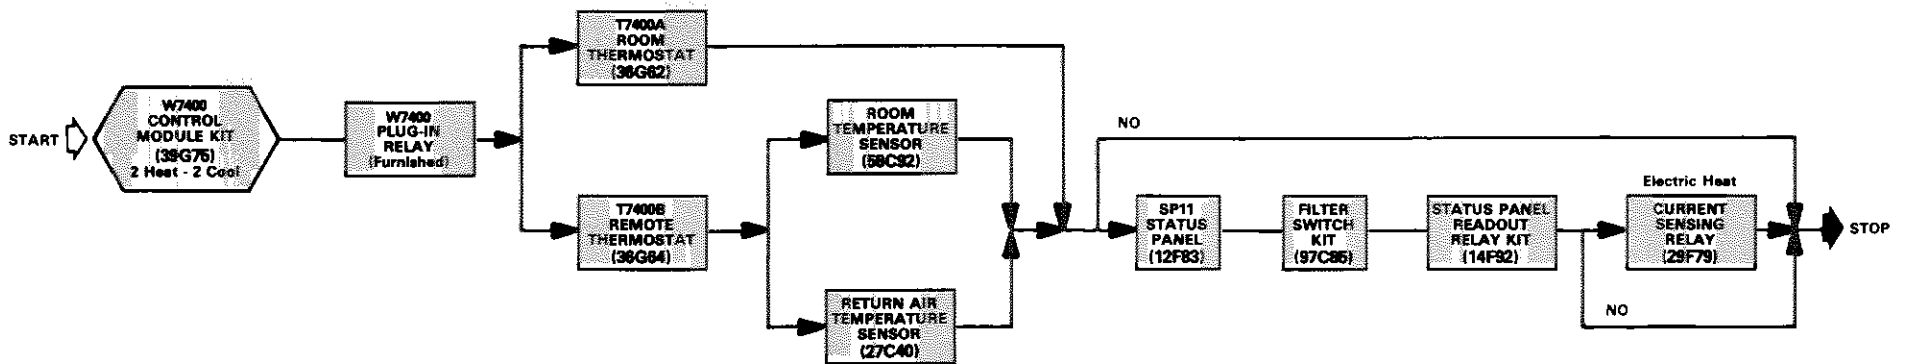 START
W7400
CONTROL
MODULE KIT
(39G75)
2 Heat - 2 Cool
W7400
PLUG-IN
RELAY
(Furnished)
T7400A
ROOM
THERMOSTAT
(36G62)
T7400B
REMOTE
THERMOSTAT
(36G64)
ROOM
TEMPERATURE
SENSOR
(58C92)
RETURN AIR
TEMPERATURE
SENSOR
(27C40)
NO
SP11
STATUS
PANEL
(12F83)
FILTER
SWITCH
KIT
(97C85)
STATUS PANEL
READOUT
RELAY KIT
(14F92)
Electric Heat
CURRENT
SENSING
RELAY
(29F79)
NO
STOP